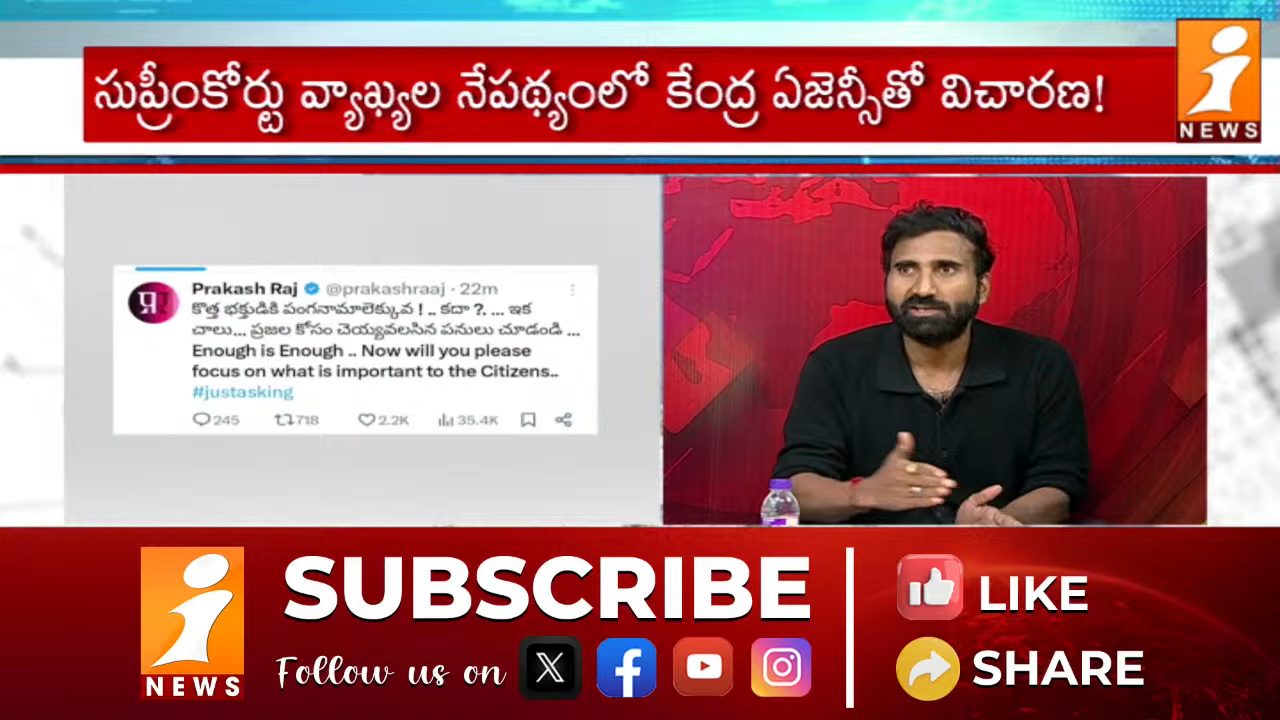 సుప్రీంకోర్టు వ్యాఖ్యల నేపథ్యంలో కేంద్ర ఏజెన్సీతో విచారణ!
i NEWS
Prakash Raj @prakashraaj · 22m
కొత్త భక్తుడికి పంగనామాలెక్కువ ! .. కదా ?. ... ఇక
చాలు... ప్రజల కోసం చెయ్యవలసిన పనులు చూడండి ...
Enough is Enough .. Now will you please
focus on what is important to the Citizens..
#justasking
245 718 2.2K 35.4K
i NEWS
SUBSCRIBE
Follow us on
LIKE
SHARE